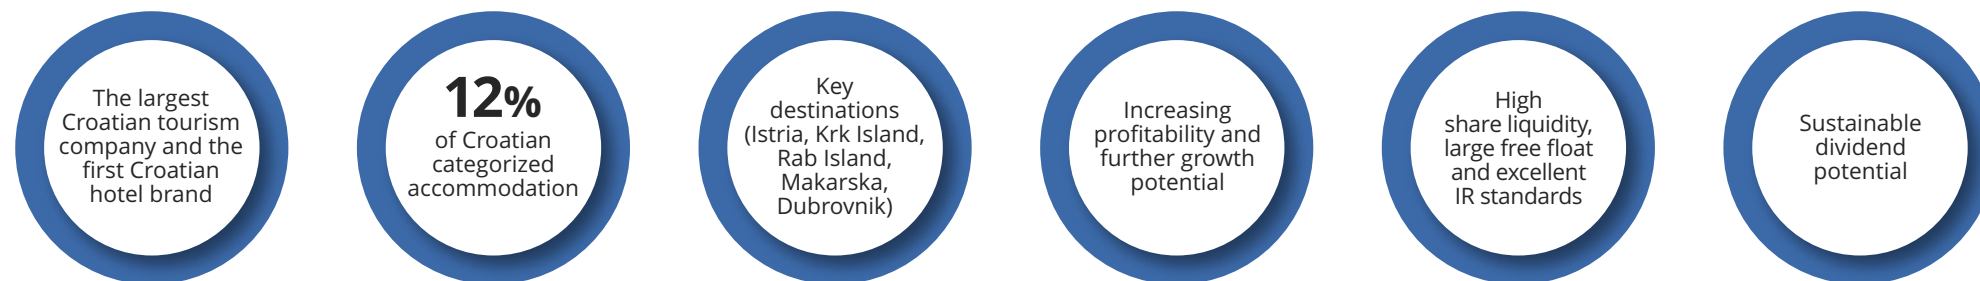 The largest
Croatian tourism
company and the
first Croatian
hotel brand
12%
of Croatian
categorized
accommodation
Key
destinations
(Istria, Krk Island,
Rab Island,
Makarska,
Dubrovnik)
Increasing
profitability and
further growth
potential
High
share liquidity,
large free float
and excellent
IR standards
Sustainable
dividend
potential